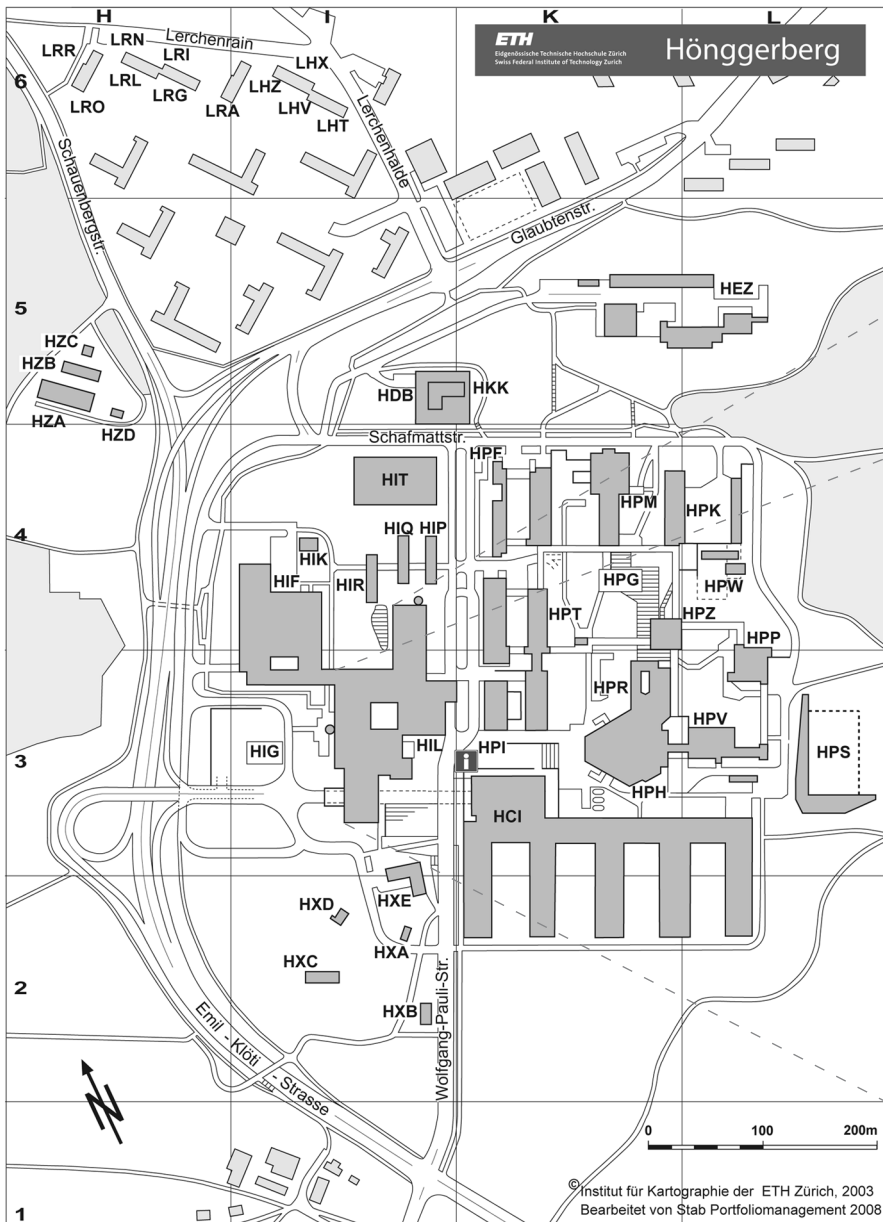 H
I
K
L
ETH
Eidgenössische Technische Hochschule Zürich
Swiss Federal Institute of Technology Zurich
Hönggerberg
6
LRR
LRN
LRI
Lerchenrain
LHX
LRO
LRL
LRG
LRA
LHZ
LHV
LHT
Schauenbergstr.
Lerchenhalde
Glaubtenstr.
5
HEZ
HZC
HZB
HZA
HZD
HDB
HKK
Schafmattstr.
4
HPF
HIT
HPM
HPK
HIQ
HIP
HIK
HIF
HIR
HPG
HPW
HPT
HPZ
HPP
3
HPR
HPV
HIG
HIL
HPI
i
HPS
HPH
HCI
2
HXE
HXD
HXA
HXC
HXB
Emil - Klöti - Strasse
Wolfgang-Pauli-Str.
N
0 100 200m
1
© Institut für Kartographie der ETH Zürich, 2003
Bearbeitet von Stab Portfoliomanagement 2008